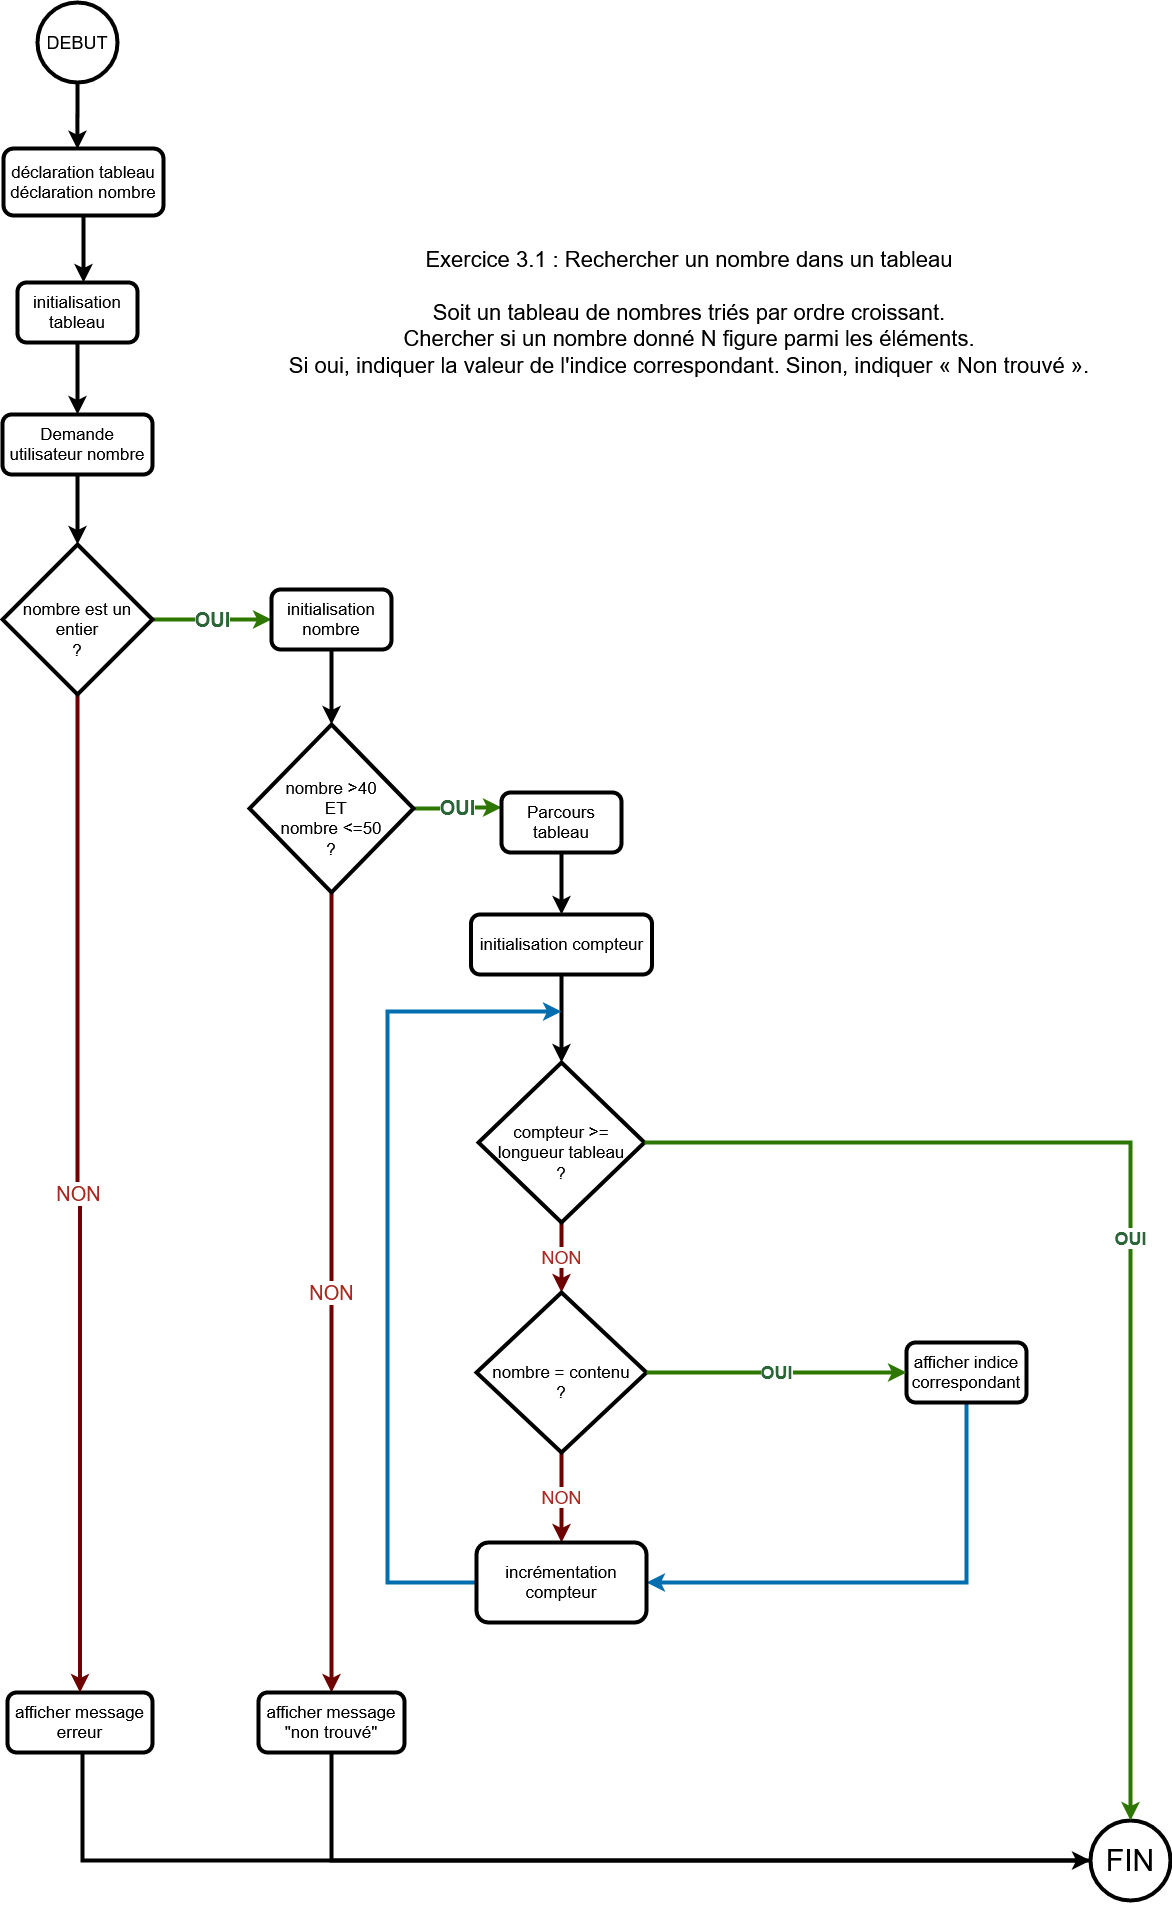 DEBUT
déclaration tableau
déclaration nombre
Exercice 3.1 : Rechercher un nombre dans un tableau
Soit un tableau de nombres triés par ordre croissant.
Chercher si un nombre donné N figure parmi les éléments.
Si oui, indiquer la valeur de l'indice correspondant. Sinon, indiquer « Non trouvé ».
initialisation
tableau
Demande
utilisateur nombre
nombre est un
entier
?
OUI
initialisation
nombre
nombre >40
ET
nombre <=50
?
OUI
Parcours
tableau
initialisation compteur
compteur >=
longueur tableau
?
NON
OUI
NON
NON
nombre = contenu
?
OUI
afficher indice
correspondant
NON
incrémentation
compteur
afficher message
erreur
afficher message
"non trouvé"
FIN